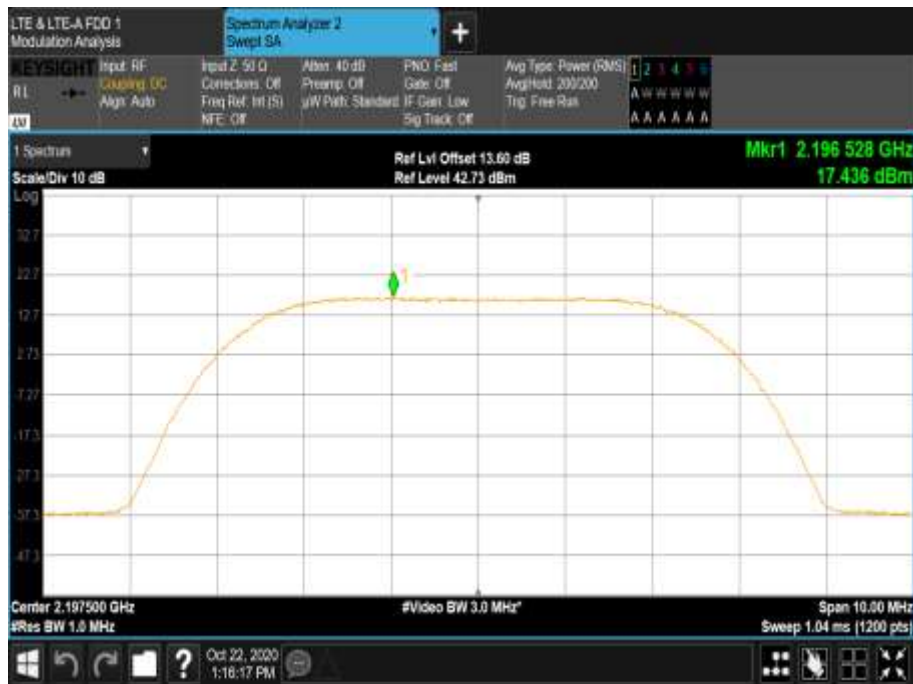 LTE & LTE-A FDD 1
Modulation Analysis
Spectrum Analyzer 2
Swept SA
+
KEYSIGHT
Input: RF
Coupling: DC
Align: Auto
Input Z: 50 Ω
Corrections: Off
Freq Ref: Int (S)
NFE: Off
Atten: 40 dB
Preamp: Off
µW Path: Standard
PNO: Fast
Gate: Off
IF Gain: Low
Sig Track: Off
Avg Type: Power (RMS)
Avg|Hold: 200/200
Trig: Free Run
1 2 3 4 5 6
A W W W W W
A A A A A A
1 Spectrum
Scale/Div 10 dB
Ref Lvl Offset 13.60 dB
Ref Level 42.73 dBm
Mkr1 2.196 528 GHz
17.436 dBm
Log
32.7
22.7
12.7
2.73
-7.27
-17.3
-27.3
-37.3
-47.3
1
Center 2.197500 GHz
#Res BW 1.0 MHz
#Video BW 3.0 MHz*
Span 10.00 MHz
Sweep 1.04 ms (1200 pts)
?
Oct 22, 2020
1:16:17 PM